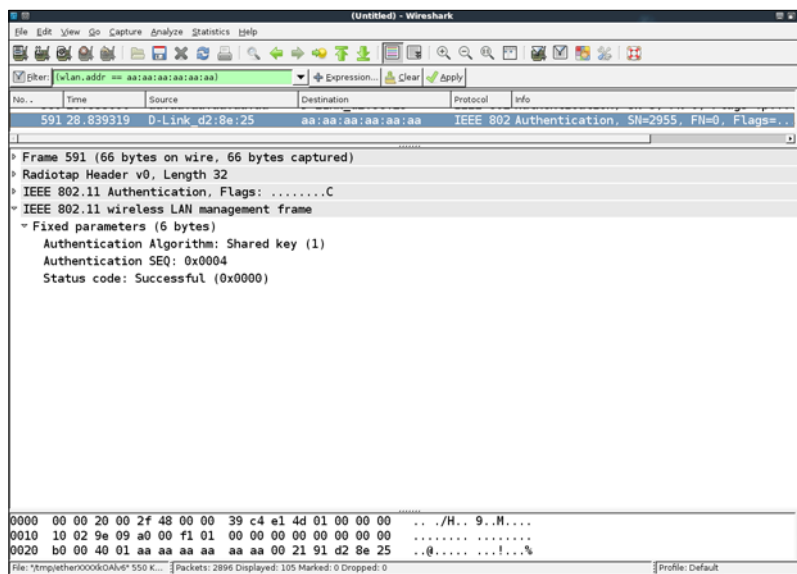 (Untitled) - Wireshark
File Edit View Go Capture Analyze Statistics Help
Filter: (wlan.addr == aa:aa:aa:aa:aa:aa) Expression... Clear Apply
No. . Time Source Destination Protocol Info
591 28.839319 D-Link_d2:8e:25 aa:aa:aa:aa:aa:aa IEEE 802 Authentication, SN=2955, FN=0, Flags=..
Frame 591 (66 bytes on wire, 66 bytes captured)
Radiotap Header v0, Length 32
IEEE 802.11 Authentication, Flags: ........C
IEEE 802.11 wireless LAN management frame
Fixed parameters (6 bytes)
Authentication Algorithm: Shared key (1)
Authentication SEQ: 0x0004
Status code: Successful (0x0000)
0000 00 00 20 00 2f 48 00 00 39 c4 e1 4d 01 00 00 00 .. ./H.. 9..M....
0010 10 02 9e 09 a0 00 f1 01 00 00 00 00 00 00 00 00 ........ ........
0020 b0 00 40 01 aa aa aa aa aa aa 00 21 91 d2 8e 25 ..@..... ...!...%
File: "/tmp/etherXXXXkOAlv6" 550 K... Packets: 2896 Displayed: 105 Marked: 0 Dropped: 0 Profile: Default